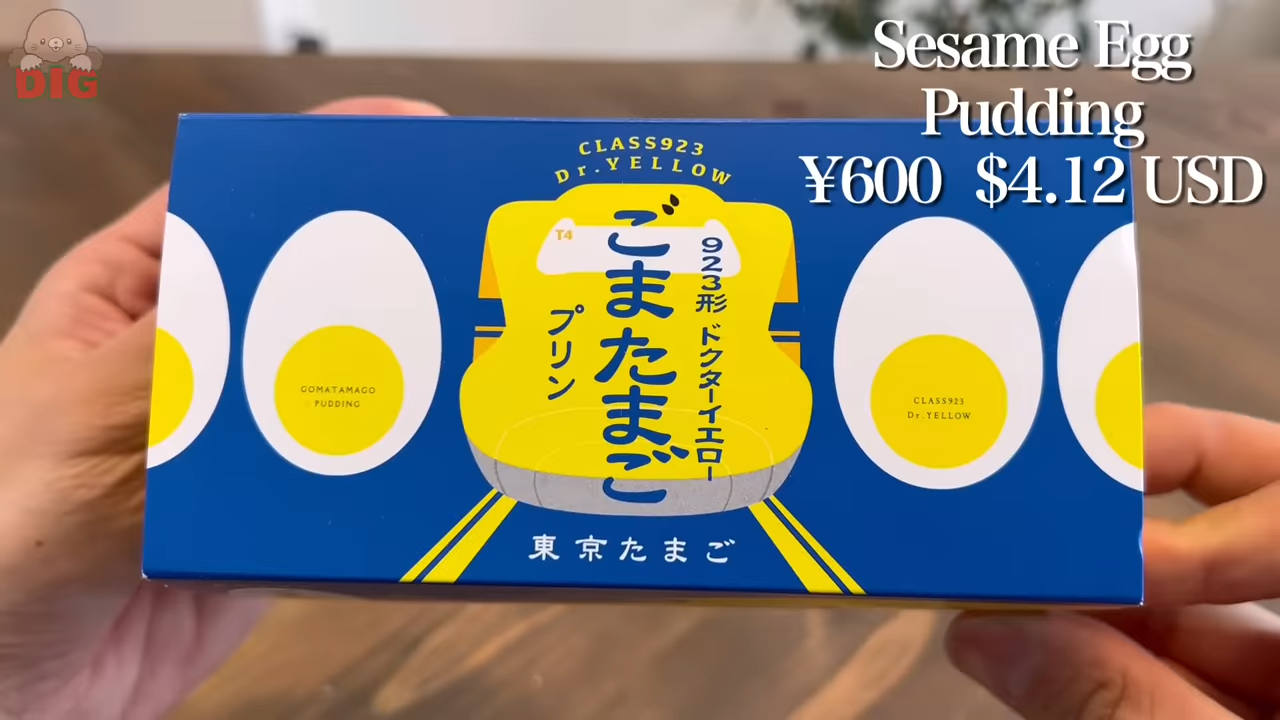 DIG
Sesame Egg
Pudding
¥600 $4.12 USD
CLASS923
Dr.YELLOW
T4
923形 ドクターイエロー
ごまたまご
プリン
GOMATAMAGO
PUDDING
CLASS923
Dr.YELLOW
東京たまご